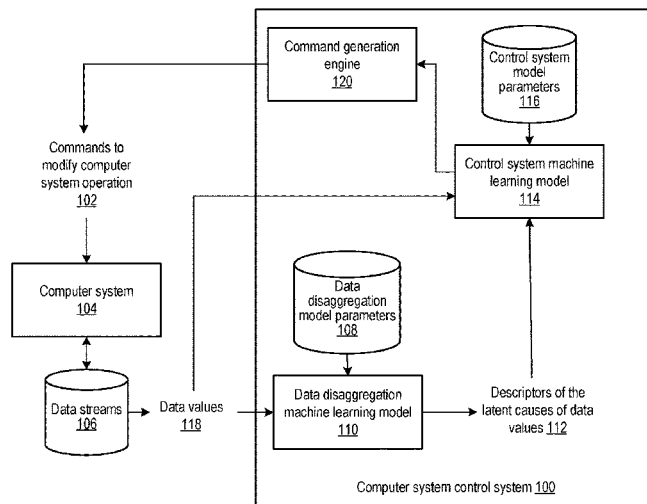 Command generation
engine
120
Control system
model
parameters
116
Commands to
modify computer
system operation
102
Control system machine
learning model
114
Computer system
104
Data
disaggregation
model parameters
108
Data streams
106
Data values
118
Data disaggregation
machine learning model
110
Descriptors of the
latent causes of data
values 112
Computer system control system 100